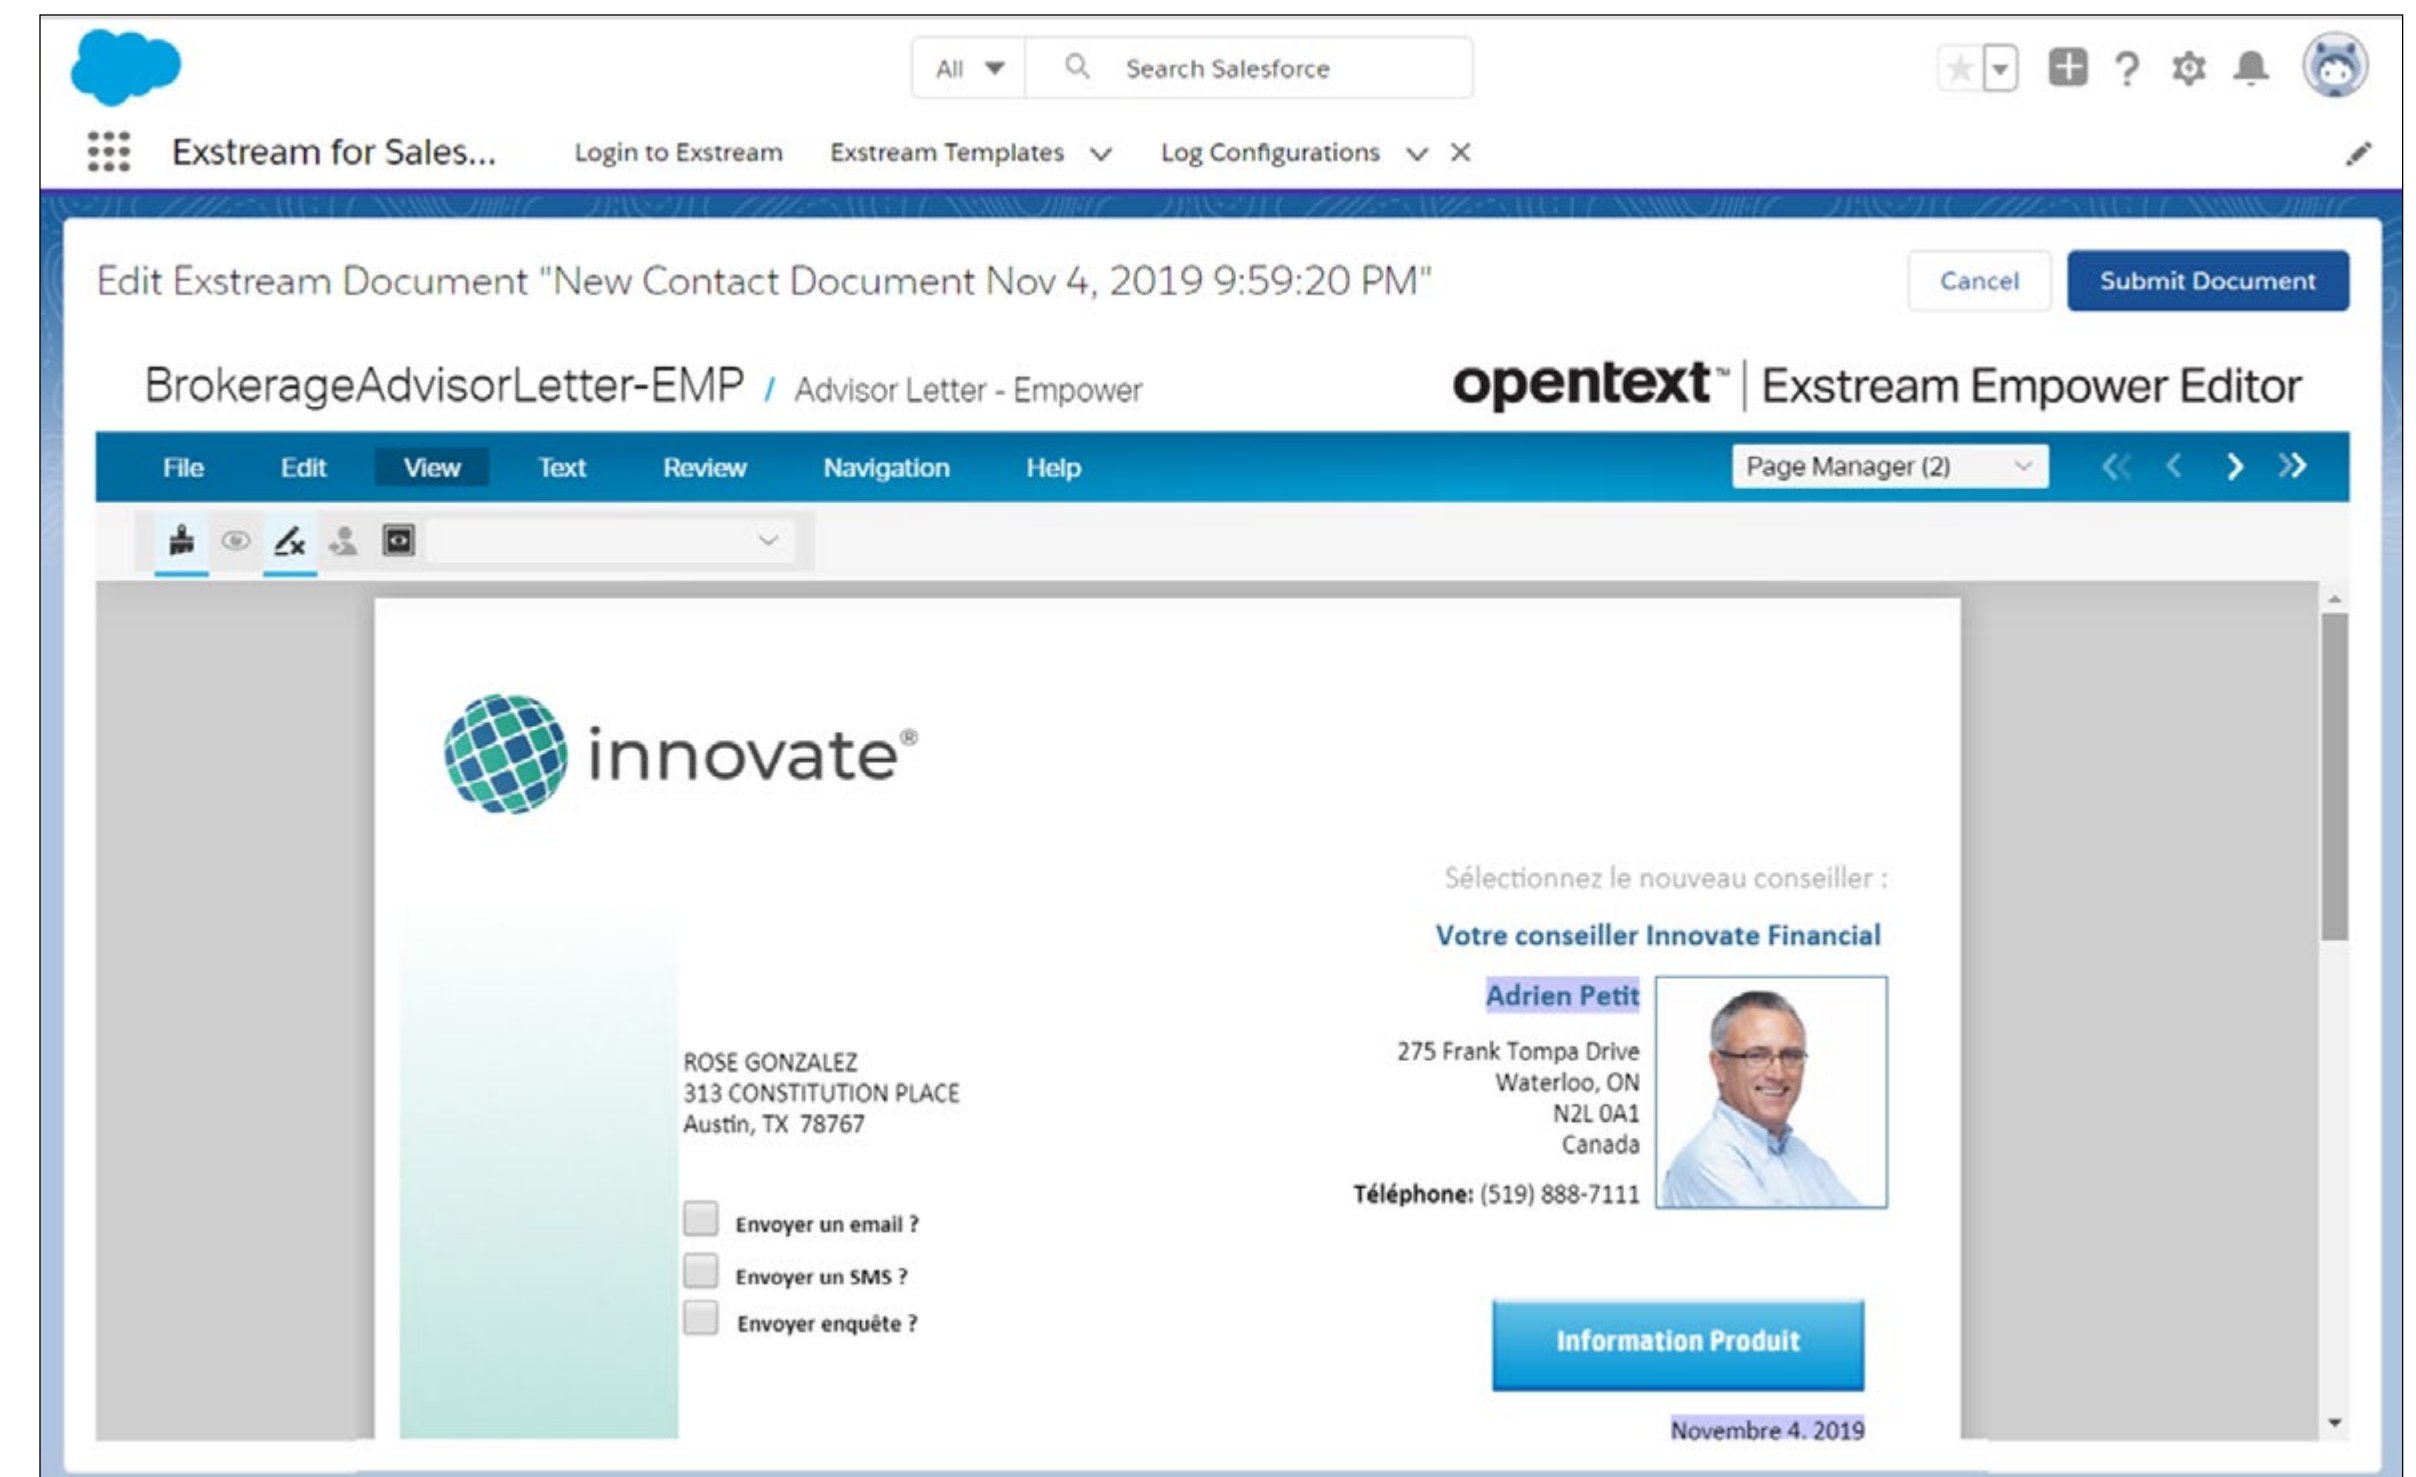 All
Search Salesforce
Exstream for Sales...
Login to Exstream
Exstream Templates
Log Configurations
Edit Exstream Document "New Contact Document Nov 4, 2019 9:59:20 PM"
Cancel
Submit Document
BrokerageAdvisorLetter-EMP / Advisor Letter - Empower
opentext™ | Exstream Empower Editor
File
Edit
View
Text
Review
Navigation
Help
Page Manager (2)
innovate®
Sélectionnez le nouveau conseiller :
Votre conseiller Innovate Financial
Adrien Petit
275 Frank Tompa Drive
Waterloo, ON
N2L 0A1
Canada
Téléphone: (519) 888-7111
ROSE GONZALEZ
313 CONSTITUTION PLACE
Austin, TX 78767
Envoyer un email ?
Envoyer un SMS ?
Envoyer enquête ?
Information Produit
Novembre 4. 2019